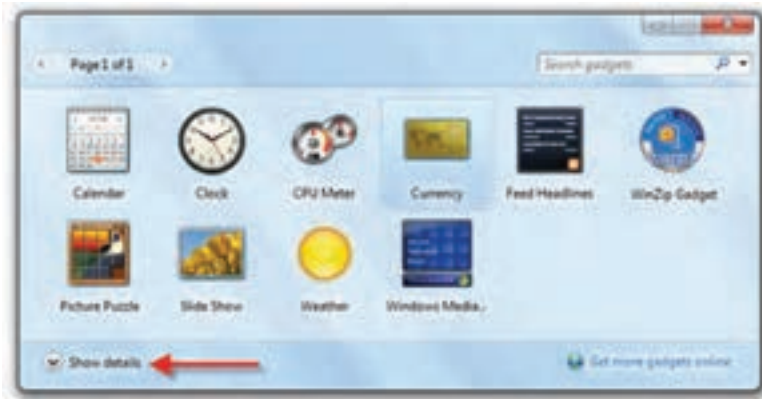 Page 1 of 1
Search gadgets
Calendar Clock CPU Meter Currency Feed Headlines WinZip Gadget
Picture Puzzle Slide Show Weather Windows Media...
Show details Get more gadgets online